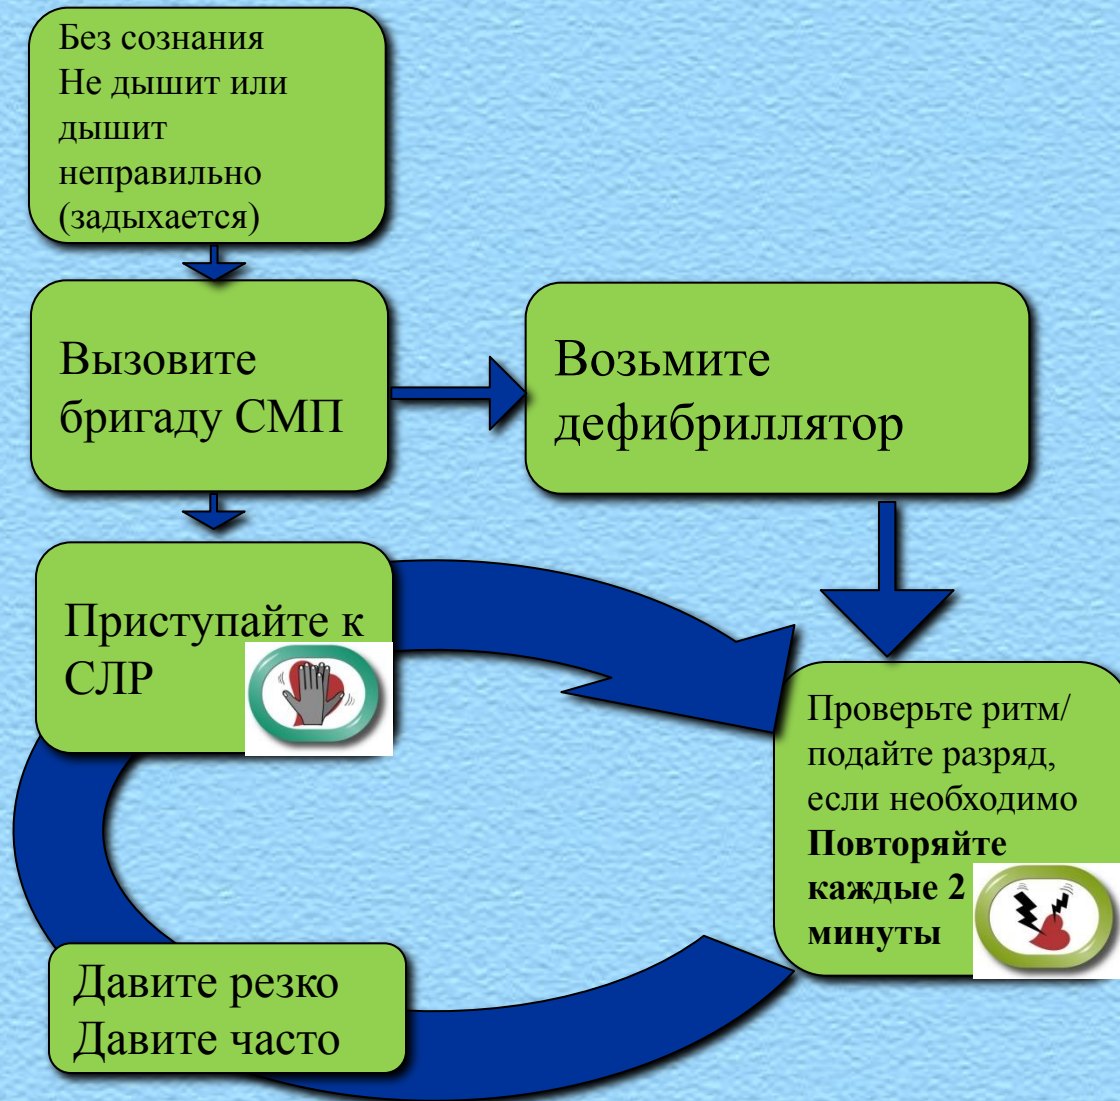 Без сознания
Не дышит или
дышит
неправильно
(задыхается)
Вызовите
бригаду СМП
Возьмите
дефибриллятор
Приступайте к
СЛР
Проверьте ритм/
подайте разряд,
если необходимо
Повторяйте
каждые 2
минуты
Давите резко
Давите часто